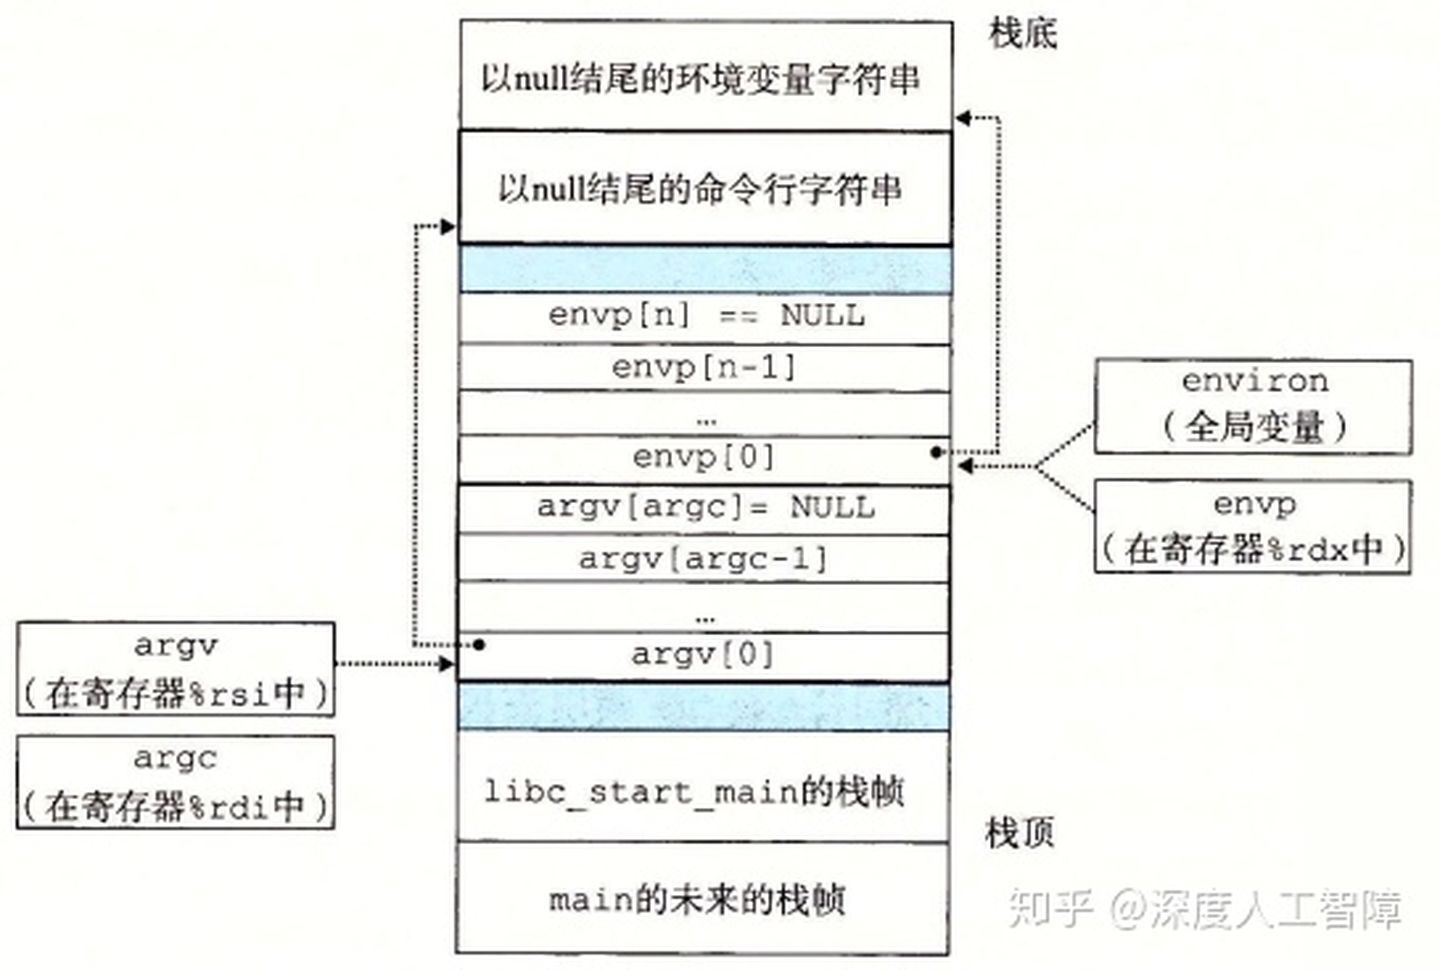 栈底
以null结尾的环境变量字符串
以null结尾的命令行字符串
envp[n] == NULL
envp[n-1]
…
envp[0]
environ
(全局变量)
envp
(在寄存器%rdx中)
argv[argc]= NULL
argv[argc-1]
…
argv[0]
argv
(在寄存器%rsi中)
argc
(在寄存器%rdi中)
libc_start_main的栈帧
栈顶
main的未来的栈帧
知乎 @深度人工智障